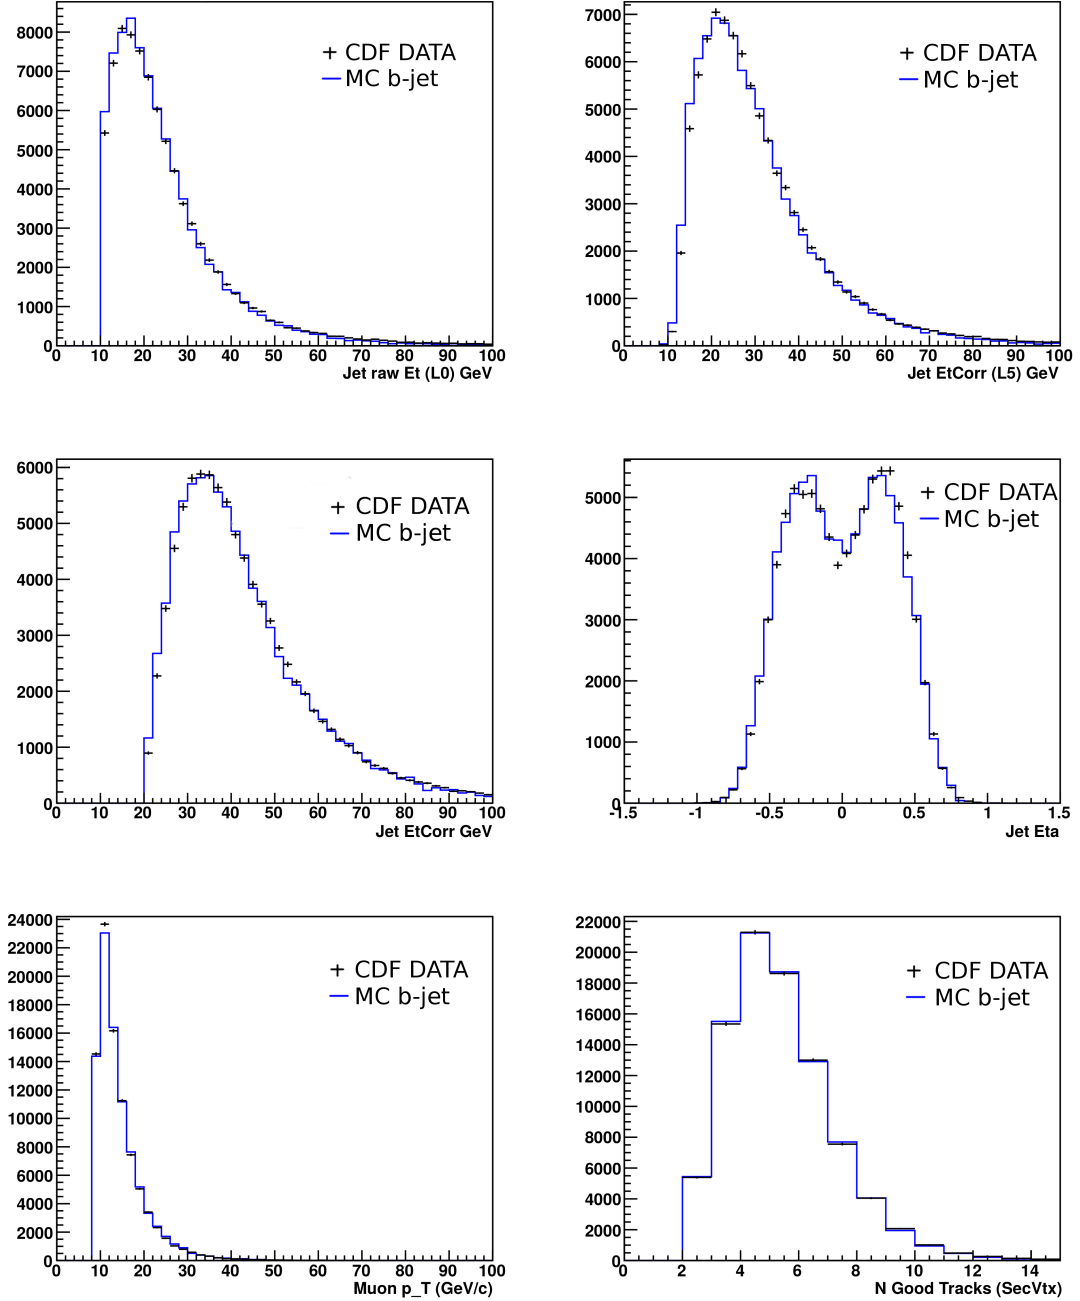 8000
7000
6000
5000
4000
3000
2000
1000
0
CDF DATA
MC b-jet
0 10 20 30 40 50 60 70 80 90 100
Jet raw Et (L0) GeV
7000
6000
5000
4000
3000
2000
1000
0
CDF DATA
MC b-jet
0 10 20 30 40 50 60 70 80 90 100
Jet EtCorr (L5) GeV
6000
5000
4000
3000
2000
1000
0
CDF DATA
MC b-jet
0 10 20 30 40 50 60 70 80 90 100
Jet EtCorr GeV
5000
4000
3000
2000
1000
0
CDF DATA
MC b-jet
-1.5 -1 -0.5 0 0.5 1 1.5
Jet Eta
24000
22000
20000
18000
16000
14000
12000
10000
8000
6000
4000
2000
0
CDF DATA
MC b-jet
0 10 20 30 40 50 60 70 80 90 100
Muon p_T (GeV/c)
22000
20000
18000
16000
14000
12000
10000
8000
6000
4000
2000
0
CDF DATA
MC b-jet
0 2 4 6 8 10 12 14
N Good Tracks (SecVtx)